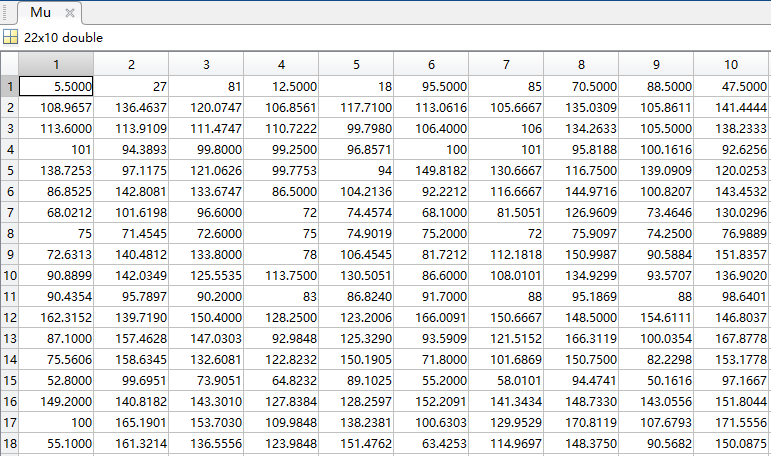 Mu
22x10 double
1 2 3 4 5 6 7 8 9 10
1 5.5000 27 81 12.5000 18 95.5000 85 70.5000 88.5000 47.5000
2 108.9657 136.4637 120.0747 106.8561 117.7100 113.0616 105.6667 135.0309 105.8611 141.4444
3 113.6000 113.9109 111.4747 110.7222 99.7980 106.4000 106 134.2633 105.5000 138.2333
4 101 94.3893 99.8000 99.2500 96.8571 100 101 95.8188 100.1616 92.6256
5 138.7253 97.1175 121.0626 99.7753 94 149.8182 130.6667 116.7500 139.0909 120.0253
6 86.8525 142.8081 133.6747 86.5000 104.2136 92.2212 116.6667 144.9716 100.8207 143.4532
7 68.0212 101.6198 96.6000 72 74.4574 68.1000 81.5051 126.9609 73.4646 130.0296
8 75 71.4545 72.6000 75 74.9019 75.2000 72 75.9097 74.2500 76.9889
9 72.6313 140.4812 133.8000 78 106.4545 81.7212 112.1818 150.9987 90.5884 151.8357
10 90.8899 142.0349 125.5535 113.7500 130.5051 86.6000 108.0101 134.9299 93.5707 136.9020
11 90.4354 95.7897 90.2000 83 86.8240 91.7000 88 95.1869 88 98.6401
12 162.3152 139.7190 150.4000 128.2500 123.2006 166.0091 150.6667 148.5000 154.6111 146.8037
13 87.1000 157.4628 147.0303 92.9848 125.3290 93.5909 121.5152 166.3119 100.0354 167.8778
14 75.5606 158.6345 132.6081 122.8232 150.1905 71.8000 101.6869 150.7500 82.2298 153.1778
15 52.8000 99.6951 73.9051 64.8232 89.1025 55.2000 58.0101 94.4741 50.1616 97.1667
16 149.2000 140.8182 143.3010 127.8384 128.2597 152.2091 141.3434 148.7330 143.0556 151.8044
17 100 165.1901 153.7030 109.9848 138.2381 100.6303 129.9529 170.8119 107.6793 171.5556
18 55.1000 161.3214 136.5556 123.9848 151.4762 63.4253 114.9697 148.3750 90.5682 150.0875